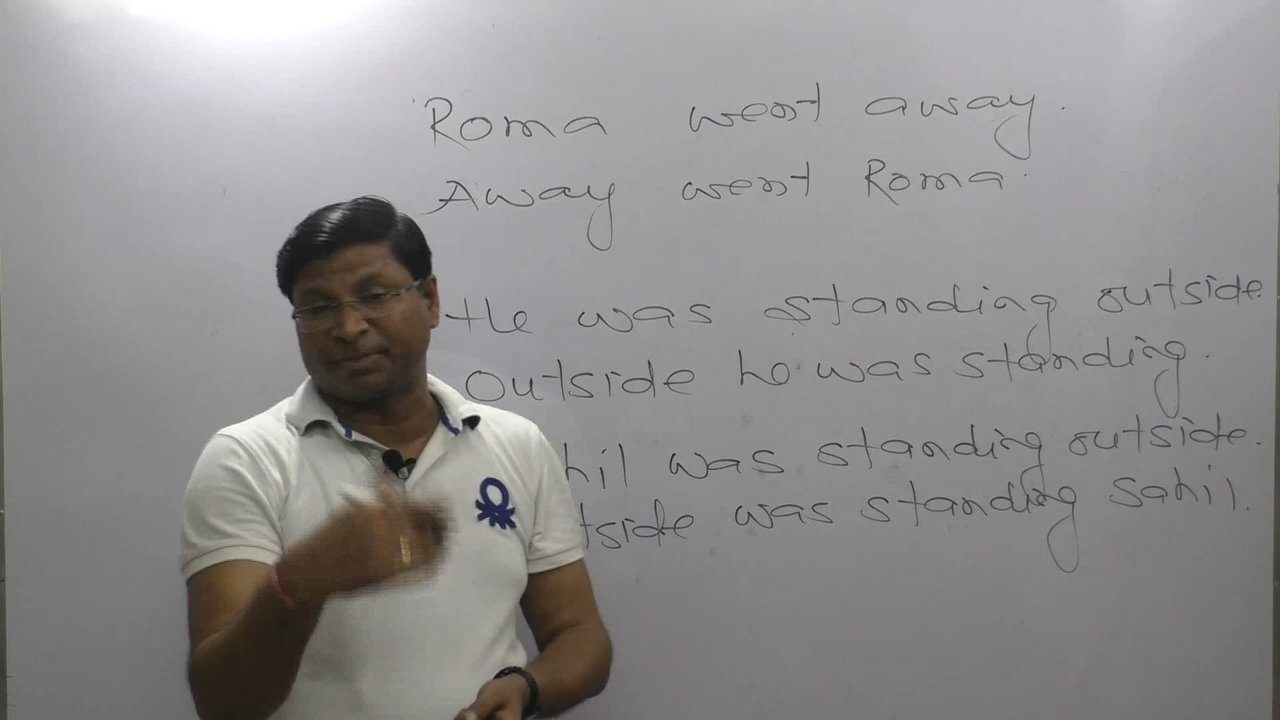 Roma went away.
Away went Roma.
He was standing outside.
Outside he was standing.
hil was standing outside.
tside was standing Sahil.